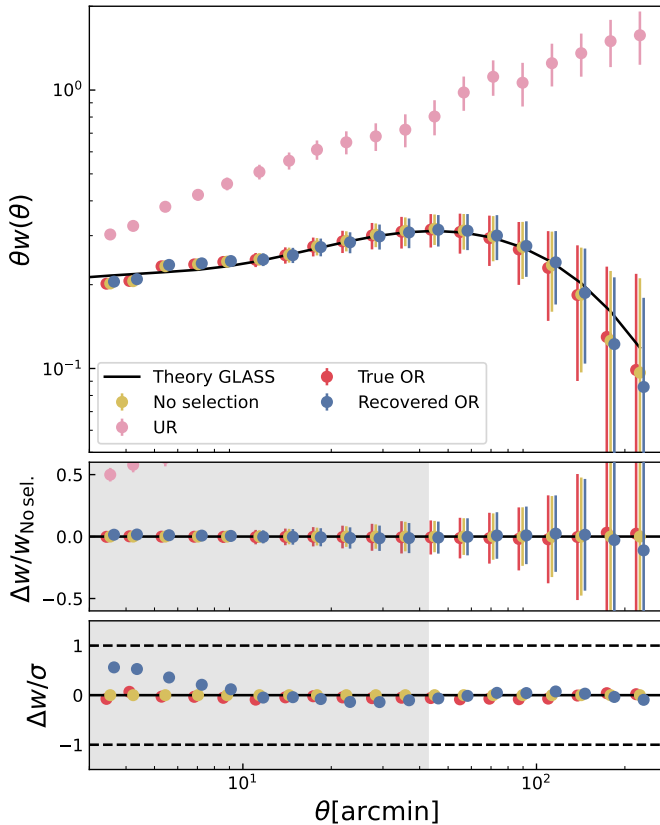 θw(θ)
10⁰
10⁻¹
Theory GLASS
No selection
UR
True OR
Recovered OR
Δw/w_No sel.
0.5
0.0
−0.5
Δw/σ
1
0
−1
10¹
10²
θ[arcmin]